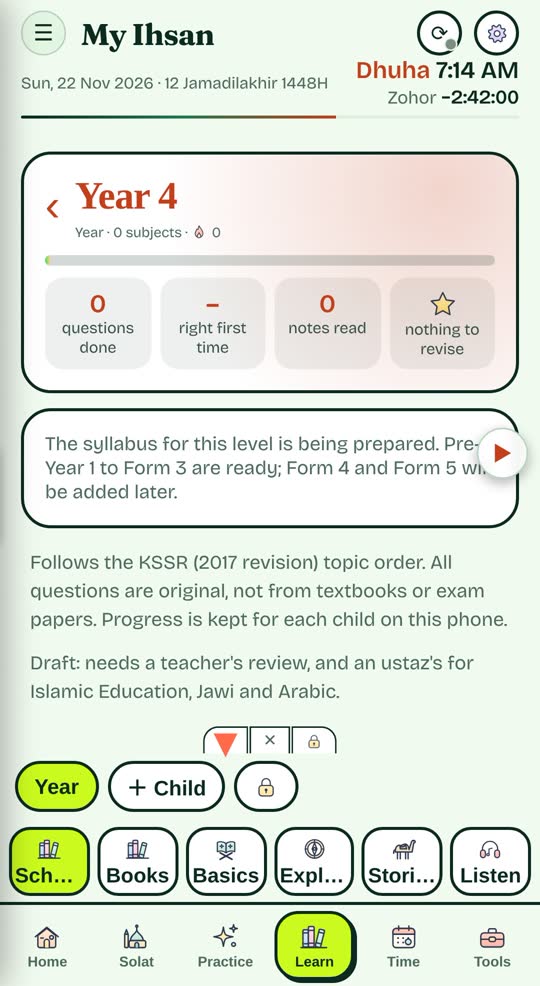 My Ihsan
Sun, 22 Nov 2026 · 12 Jamadilakhir 1448H
Dhuha 7:14 AM
Zohor −2:42:00
Year 4
Year · 0 subjects · 0
0
questions
done
–
right first
time
0
notes read
nothing to
revise
The syllabus for this level is being prepared. Pre-
Year 1 to Form 3 are ready; Form 4 and Form 5
be added later.
Follows the KSSR (2017 revision) topic order. All
questions are original, not from textbooks or exam
papers. Progress is kept for each child on this phone.
Draft: needs a teacher's review, and an ustaz's for
Islamic Education, Jawi and Arabic.
Year
+ Child
Sch...
Books
Basics
Expl...
Stori...
Listen
Home
Solat
Practice
Learn
Time
Tools